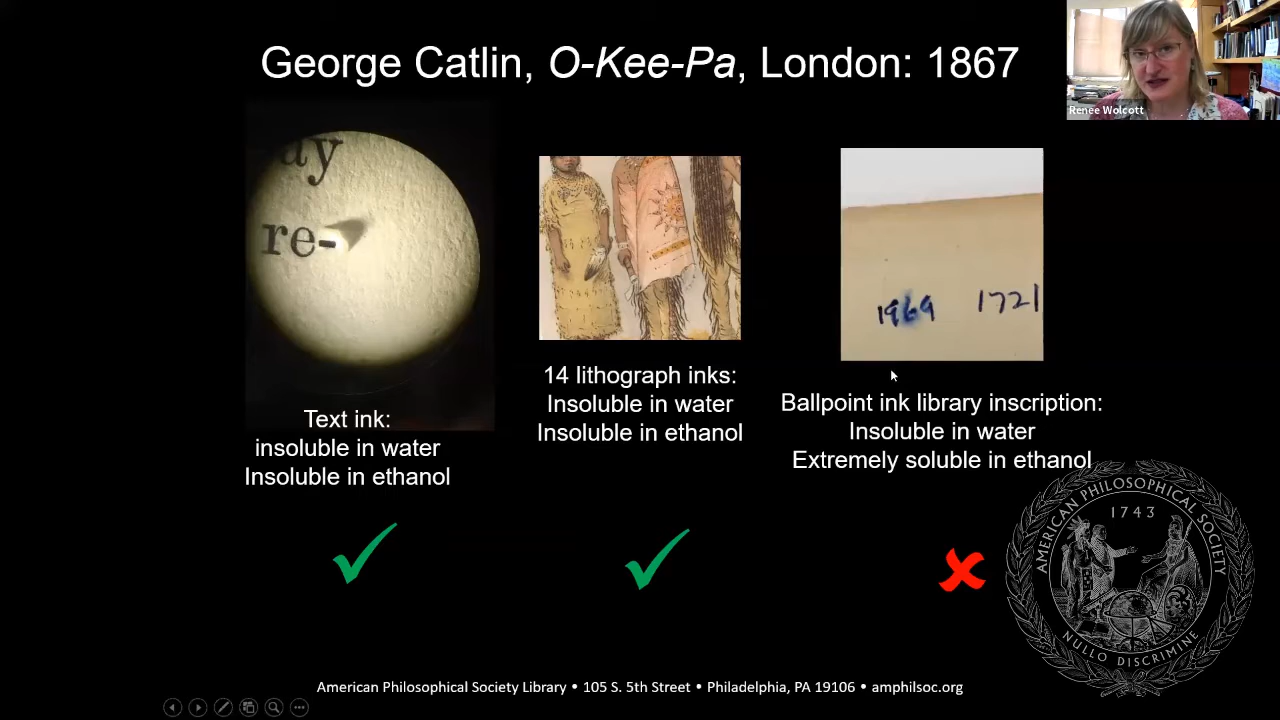 George Catlin, O-Kee-Pa, London: 1867
Renee Wolcott
ay
re-
1969 1721
Text ink:
insoluble in water
Insoluble in ethanol
14 lithograph inks:
Insoluble in water
Insoluble in ethanol
Ballpoint ink library inscription:
Insoluble in water
Extremely soluble in ethanol
AMERICAN PHILOSOPHICAL SOCIETY
1743
NULLO DISCRIMINE
American Philosophical Society Library • 105 S. 5th Street • Philadelphia, PA 19106 • amphilsoc.org